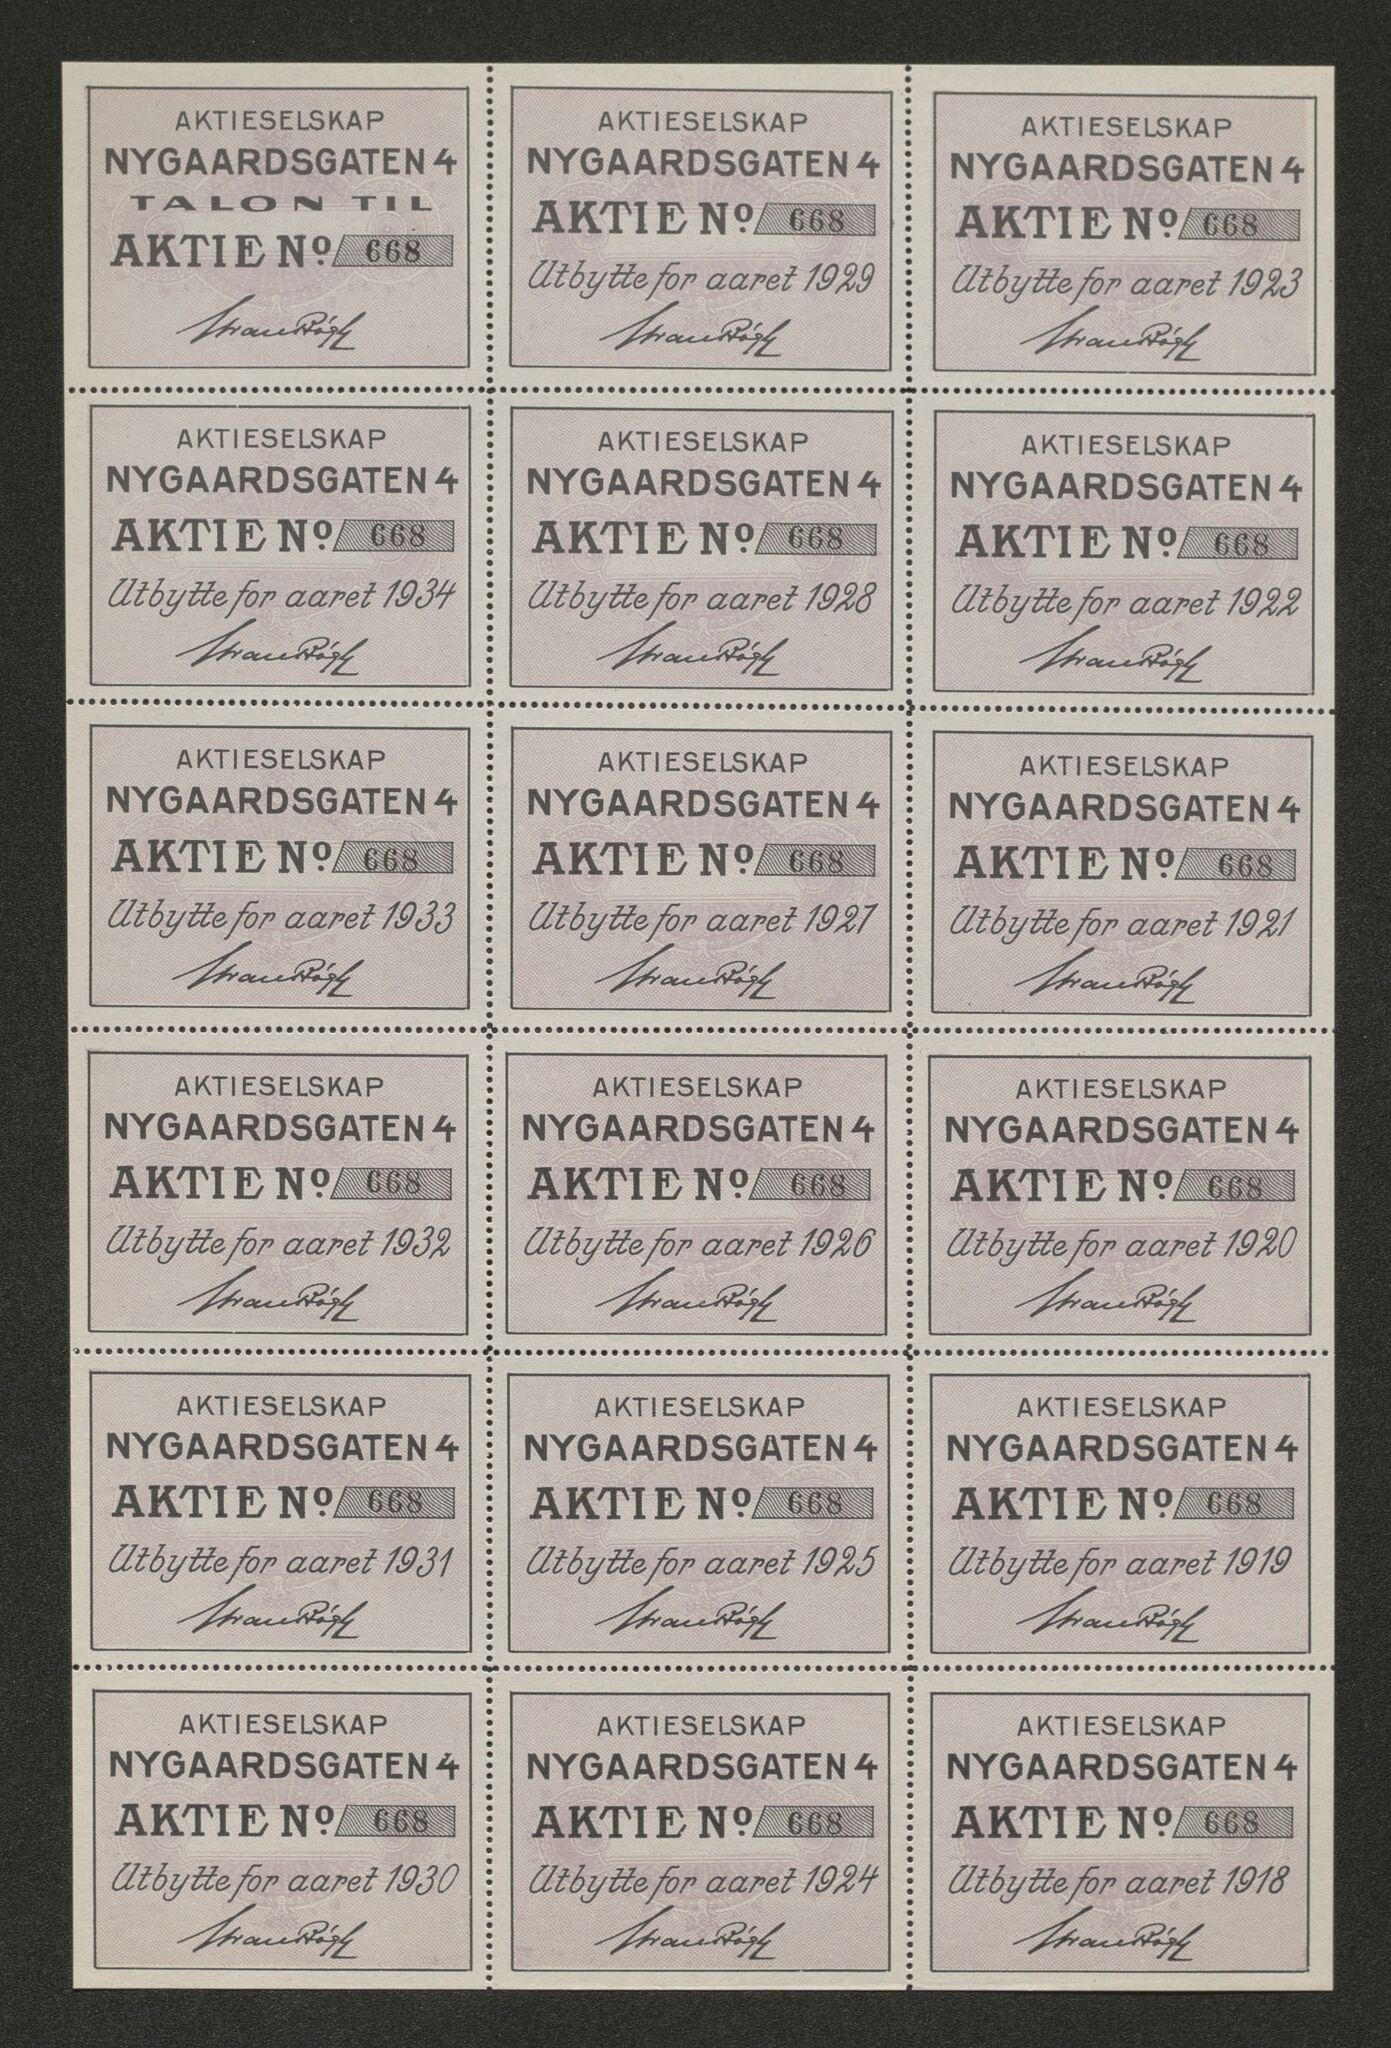 AKTIESELSKAP
NYGAARDSGATEN 4
TALON TIL
AKTIE Nº 668
AKTIESELSKAP
NYGAARDSGATEN 4
AKTIE Nº 668
Utbytte for aaret 1929
AKTIESELSKAP
NYGAARDSGATEN 4
AKTIE Nº 668
Utbytte for aaret 1923
AKTIESELSKAP
NYGAARDSGATEN 4
AKTIE Nº 668
Utbytte for aaret 1934
AKTIESELSKAP
NYGAARDSGATEN 4
AKTIE Nº 668
Utbytte for aaret 1928
AKTIESELSKAP
NYGAARDSGATEN 4
AKTIE Nº 668
Utbytte for aaret 1922
AKTIESELSKAP
NYGAARDSGATEN 4
AKTIE Nº 668
Utbytte for aaret 1933
AKTIESELSKAP
NYGAARDSGATEN 4
AKTIE Nº 668
Utbytte for aaret 1927
AKTIESELSKAP
NYGAARDSGATEN 4
AKTIE Nº 668
Utbytte for aaret 1921
AKTIESELSKAP
NYGAARDSGATEN 4
AKTIE Nº 668
Utbytte for aaret 1932
AKTIESELSKAP
NYGAARDSGATEN 4
AKTIE Nº 668
Utbytte for aaret 1926
AKTIESELSKAP
NYGAARDSGATEN 4
AKTIE Nº 668
Utbytte for aaret 1920
AKTIESELSKAP
NYGAARDSGATEN 4
AKTIE Nº 668
Utbytte for aaret 1931
AKTIESELSKAP
NYGAARDSGATEN 4
AKTIE Nº 668
Utbytte for aaret 1925
AKTIESELSKAP
NYGAARDSGATEN 4
AKTIE Nº 668
Utbytte for aaret 1919
AKTIESELSKAP
NYGAARDSGATEN 4
AKTIE Nº 668
Utbytte for aaret 1930
AKTIESELSKAP
NYGAARDSGATEN 4
AKTIE Nº 668
Utbytte for aaret 1924
AKTIESELSKAP
NYGAARDSGATEN 4
AKTIE Nº 668
Utbytte for aaret 1918